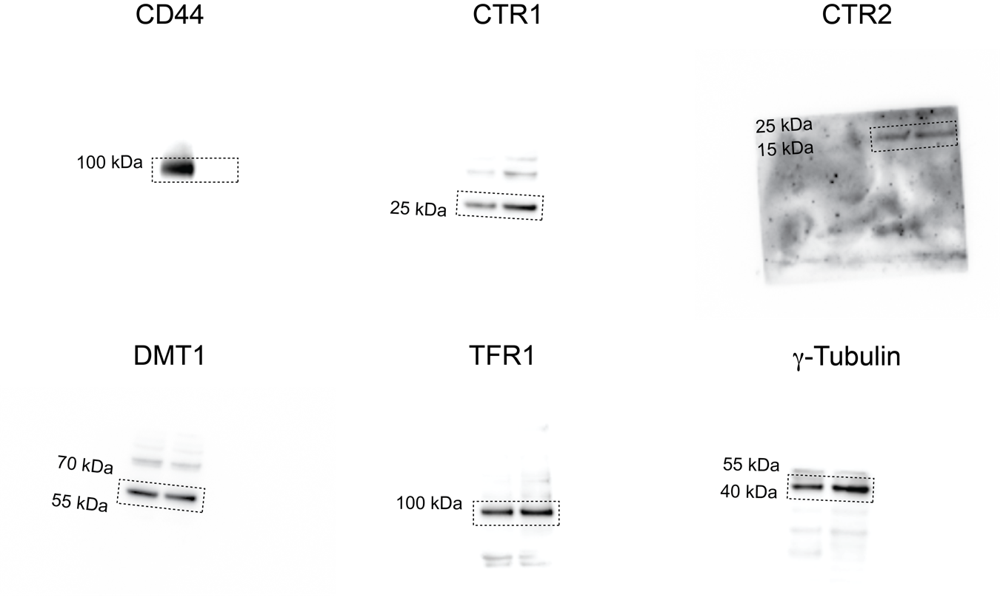 CD44
CTR1
CTR2
100 kDa
25 kDa
25 kDa
15 kDa
DMT1
TFR1
γ-Tubulin
70 kDa
55 kDa
100 kDa
55 kDa
40 kDa